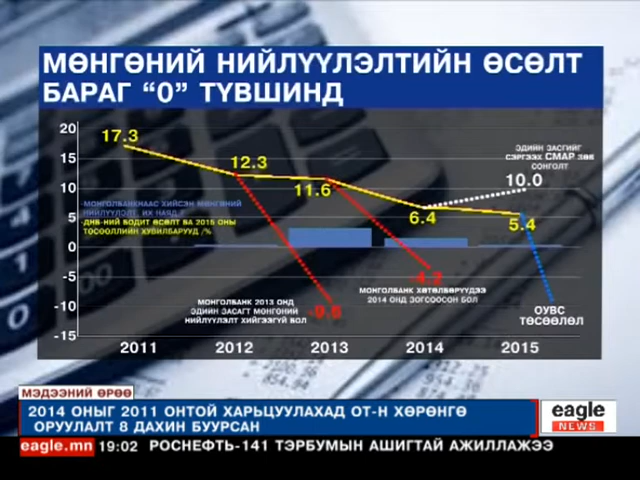 МӨНГӨНИЙ НИЙЛҮҮЛЭЛТИЙН ӨСӨЛТ
БАРАГ “0” ТҮВШИНД
20
15
10
5
0
-5
-10
-15
17.3
12.3
11.6
6.4
10.0
5.4
ЭДИЙН ЗАСГИЙГ
СЭРГЭЭХ СМАР ЗӨВ
СОНГОЛТ
-МОНГОЛБАНКНААС ХИЙСЭН МӨНГӨНИЙ
НИЙЛҮҮЛЭЛТ, ИХ НАЯД ₮
-ДНБ-НИЙ БОДИТ ӨСӨЛТ БА 2015 ОНЫ
ТӨСӨӨЛЛИЙН ХУВИЛБАРУУД /%
МОНГОЛБАНК 2013 ОНД
ЭДИЙН ЗАСАГТ МӨНГӨНИЙ
НИЙЛҮҮЛЭЛТ ХИЙГЭЭГҮЙ БОЛ
МОНГОЛБАНК ХӨТӨЛБӨРҮҮДЭЭ
2014 ОНД ЗОГСООСОН БОЛ
ОУВС
ТӨСӨӨЛӨЛ
2011 2012 2013 2014 2015
МЭДЭЭНИЙ ӨРӨӨ
2014 ОНЫГ 2011 ОНТОЙ ХАРЬЦУУЛАХАД ОТ-Н ХӨРӨНГӨ
ОРУУЛАЛТ 8 ДАХИН БУУРСАН
eagle
NEWS
eagle.mn 19:02 РОСНЕФТЬ-141 ТЭРБУМЫН АШИГТАЙ АЖИЛЛАЖЭЭ